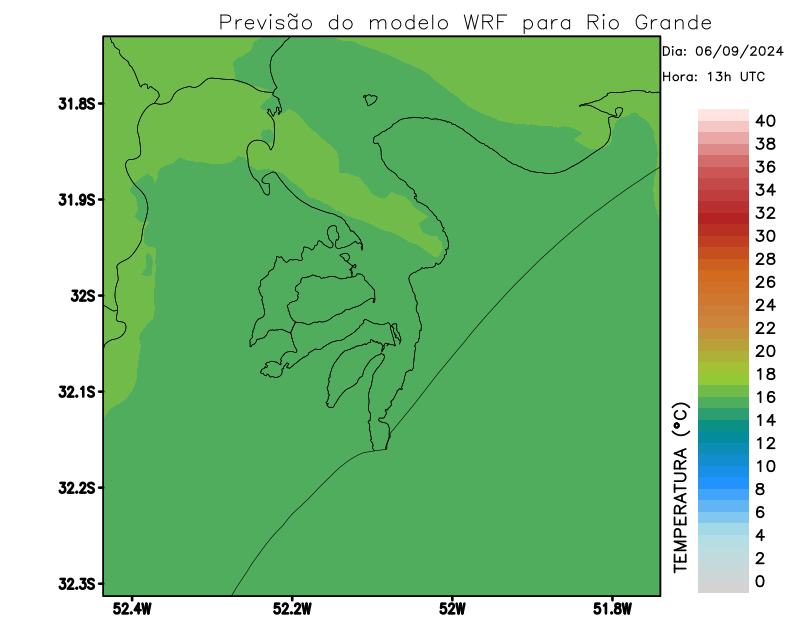 Previsão do modelo WRF para Rio Grande
Dia: 06/09/2024
Hora: 13h UTC
31.8S
31.9S
32S
32.1S
32.2S
32.3S
52.4W
52.2W
52W
51.8W
TEMPERATURA (°C)
40
38
36
34
32
30
28
26
24
22
20
18
16
14
12
10
8
6
4
2
0